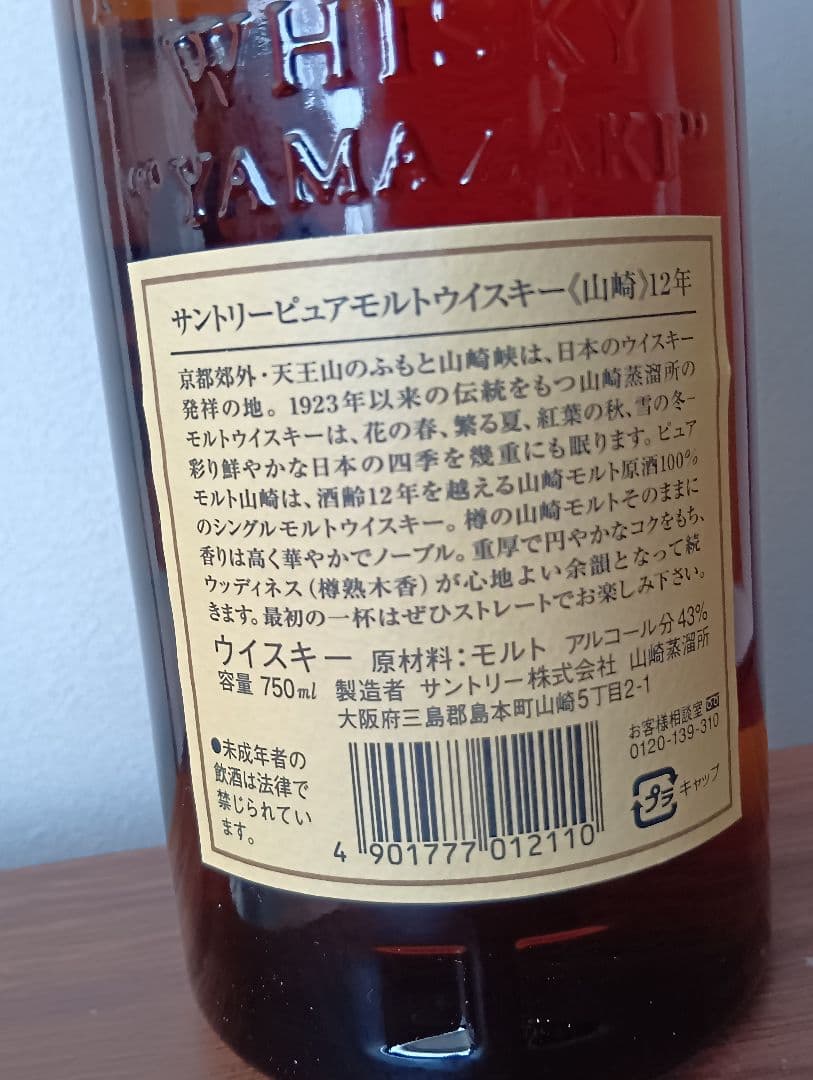 WHISKY
"YAMAZAKI"
サントリーピュアモルトウイスキー《山崎》12年
京都郊外・天王山のふもと山崎峡は、日本のウイスキー
発祥の地。1923年以来の伝統をもつ山崎蒸溜所の
モルトウイスキーは、花の春、繁る夏、紅葉の秋、雪の冬−
彩り鮮やかな日本の四季を幾重にも眠ります。ピュア
モルト山崎は、酒齢12年を越える山崎モルト原酒100%
のシングルモルトウイスキー。樽の山崎モルトそのままに
香りは高く華やかでノーブル。重厚で円やかなコクをもち、
ウッディネス(樽熟木香)が心地よい余韻となって続
きます。最初の一杯はぜひストレートでお楽しみ下さい。
ウイスキー 原材料:モルト アルコール分43%
容量 750ml 製造者 サントリー株式会社 山崎蒸溜所
大阪府三島郡島本町山崎5丁目2-1
●未成年者の
飲酒は法律で
禁じられてい
ます。
4 901777 012110
お客様相談室
0120-139-310
プラ キャップ